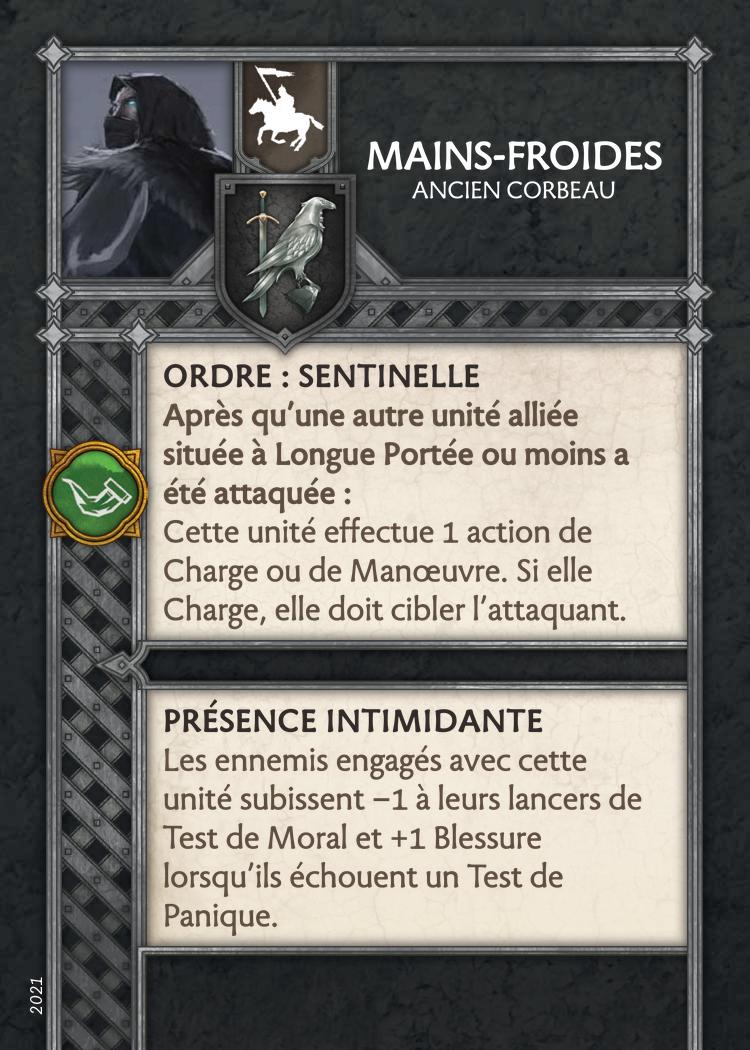 MAINS-FROIDES
ANCIEN CORBEAU
ORDRE : SENTINELLE
Après qu'une autre unité alliée
située à Longue Portée ou moins a
été attaquée :
Cette unité effectue 1 action de
Charge ou de Manœuvre. Si elle
Charge, elle doit cibler l'attaquant.
PRÉSENCE INTIMIDANTE
Les ennemis engagés avec cette
unité subissent –1 à leurs lancers de
Test de Moral et +1 Blessure
lorsqu'ils échouent un Test de
Panique.
2021